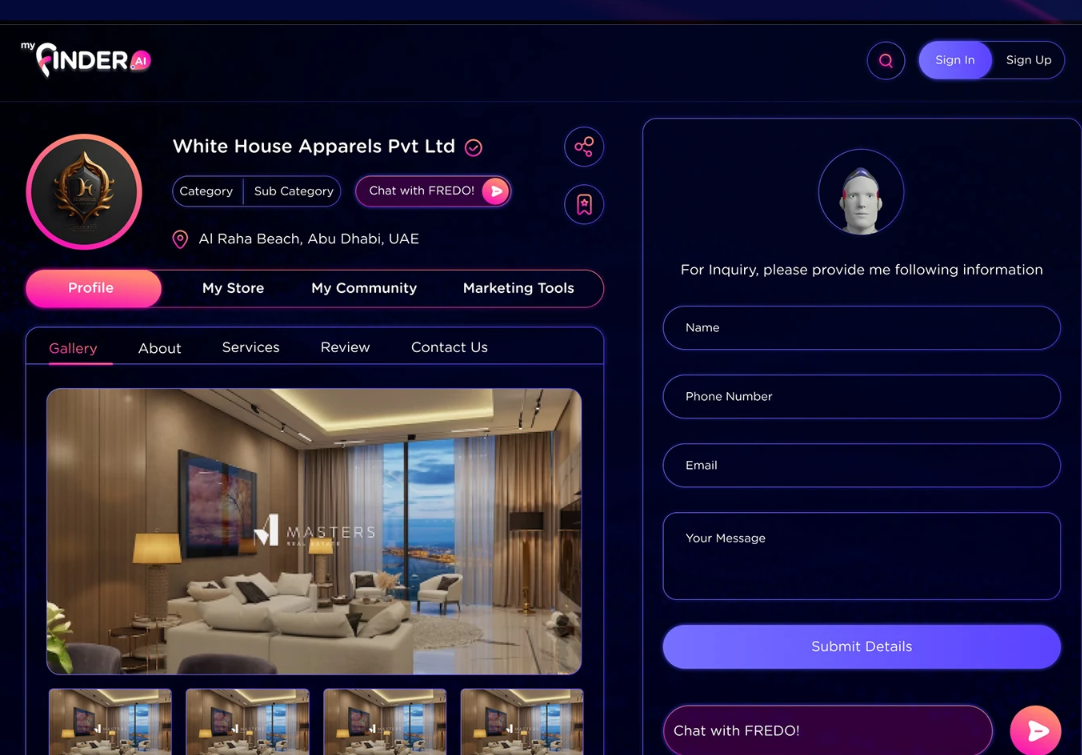 my
FINDER.AI
Sign In
Sign Up
White House Apparels Pvt Ltd
Category
Sub Category
Chat with FREDO!
Al Raha Beach, Abu Dhabi, UAE
Profile
My Store
My Community
Marketing Tools
Gallery
About
Services
Review
Contact Us
MASTERS
REAL ESTATE
For Inquiry, please provide me following information
Name
Phone Number
Email
Your Message
Submit Details
Chat with FREDO!